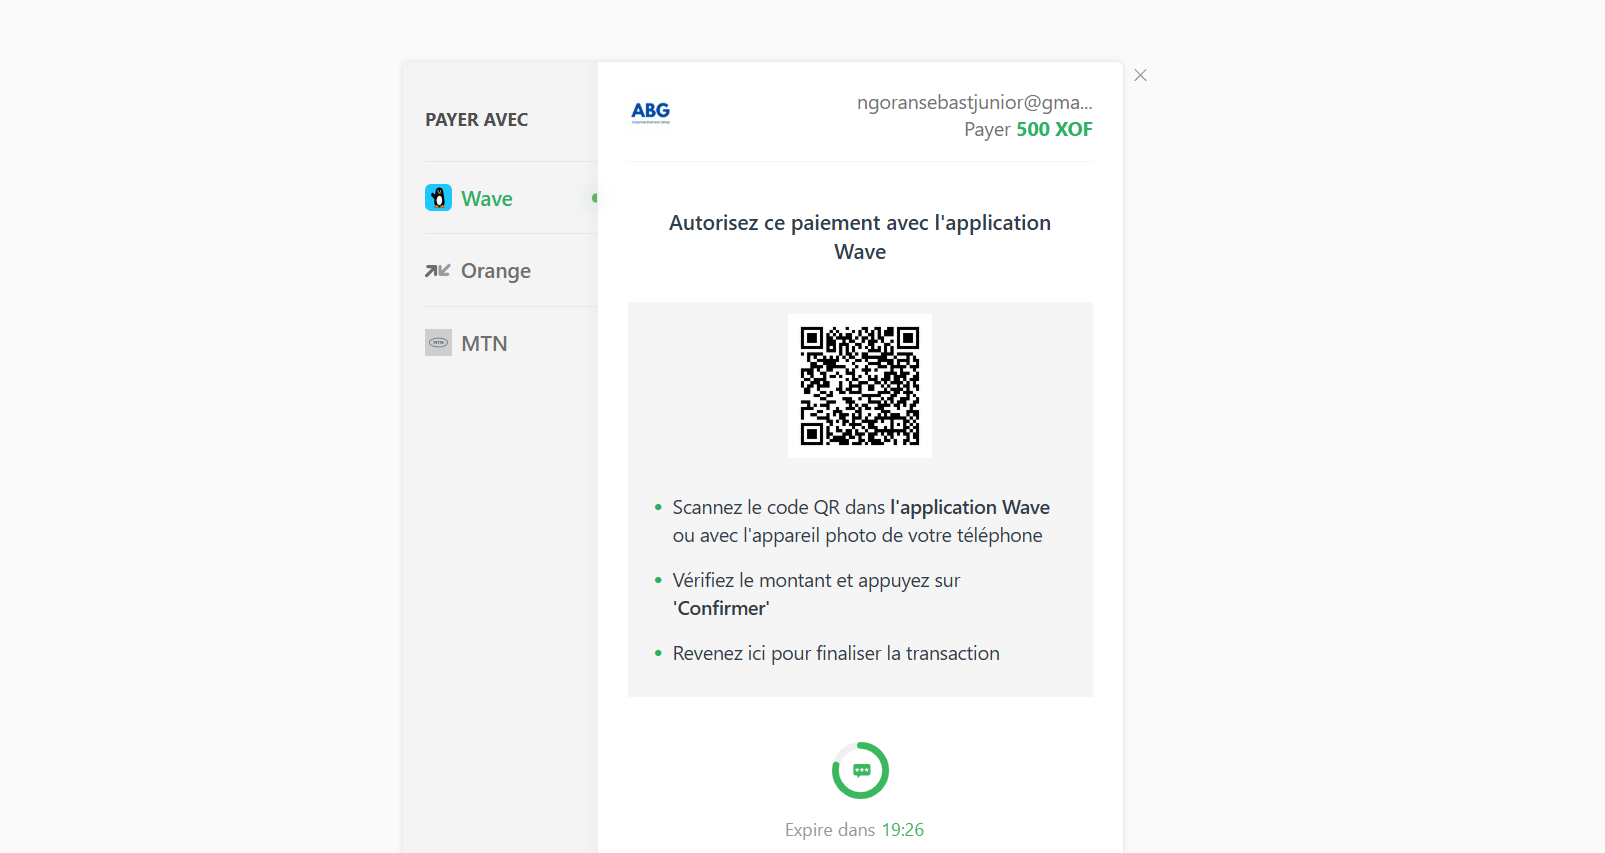 PAYER AVEC
Wave
Orange
MTN
ABG
ngoransebastjunior@gma...
Payer 500 XOF
Autorisez ce paiement avec l'application
Wave
Scannez le code QR dans l'application Wave
ou avec l'appareil photo de votre téléphone
Vérifiez le montant et appuyez sur
'Confirmer'
Revenez ici pour finaliser la transaction
Expire dans 19:26